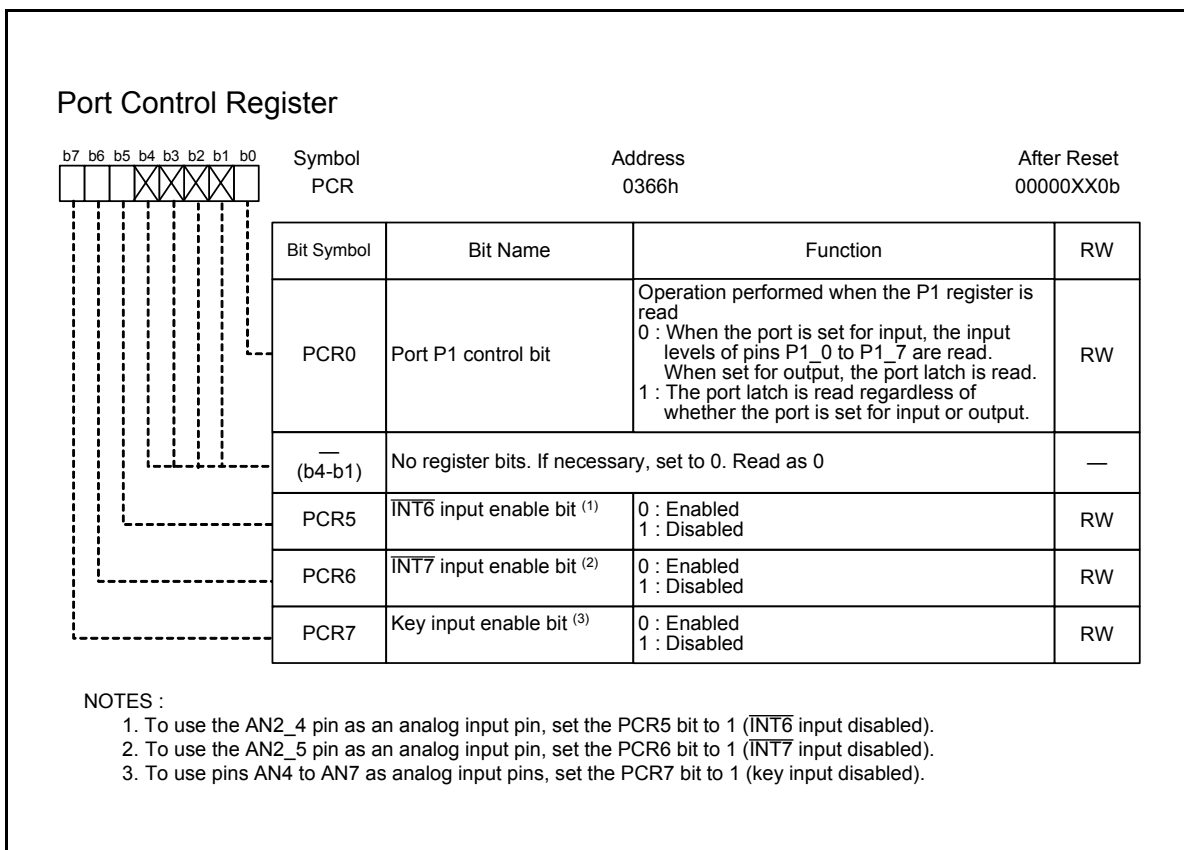 Port Control Register
b7 b6 b5 b4 b3 b2 b1 b0
Symbol Address After Reset
PCR 0366h 00000XX0b
Bit Symbol Bit Name Function RW
PCR0 Port P1 control bit RW
Operation performed when the P1 register is
read
0 : When the port is set for input, the input
levels of pins P1_0 to P1_7 are read.
When set for output, the port latch is read.
1 : The port latch is read regardless of
whether the port is set for input or output.
—
(b4-b1)
No register bits. If necessary, set to 0. Read as 0 —
PCR5 I̅N̅T̅6̅ input enable bit (1) RW
0 : Enabled
1 : Disabled
PCR6 I̅N̅T̅7̅ input enable bit (2) RW
0 : Enabled
1 : Disabled
PCR7 Key input enable bit (3) RW
0 : Enabled
1 : Disabled
NOTES :
1. To use the AN2_4 pin as an analog input pin, set the PCR5 bit to 1 (I̅N̅T̅6̅ input disabled).
2. To use the AN2_5 pin as an analog input pin, set the PCR6 bit to 1 (I̅N̅T̅7̅ input disabled).
3. To use pins AN4 to AN7 as analog input pins, set the PCR7 bit to 1 (key input disabled).